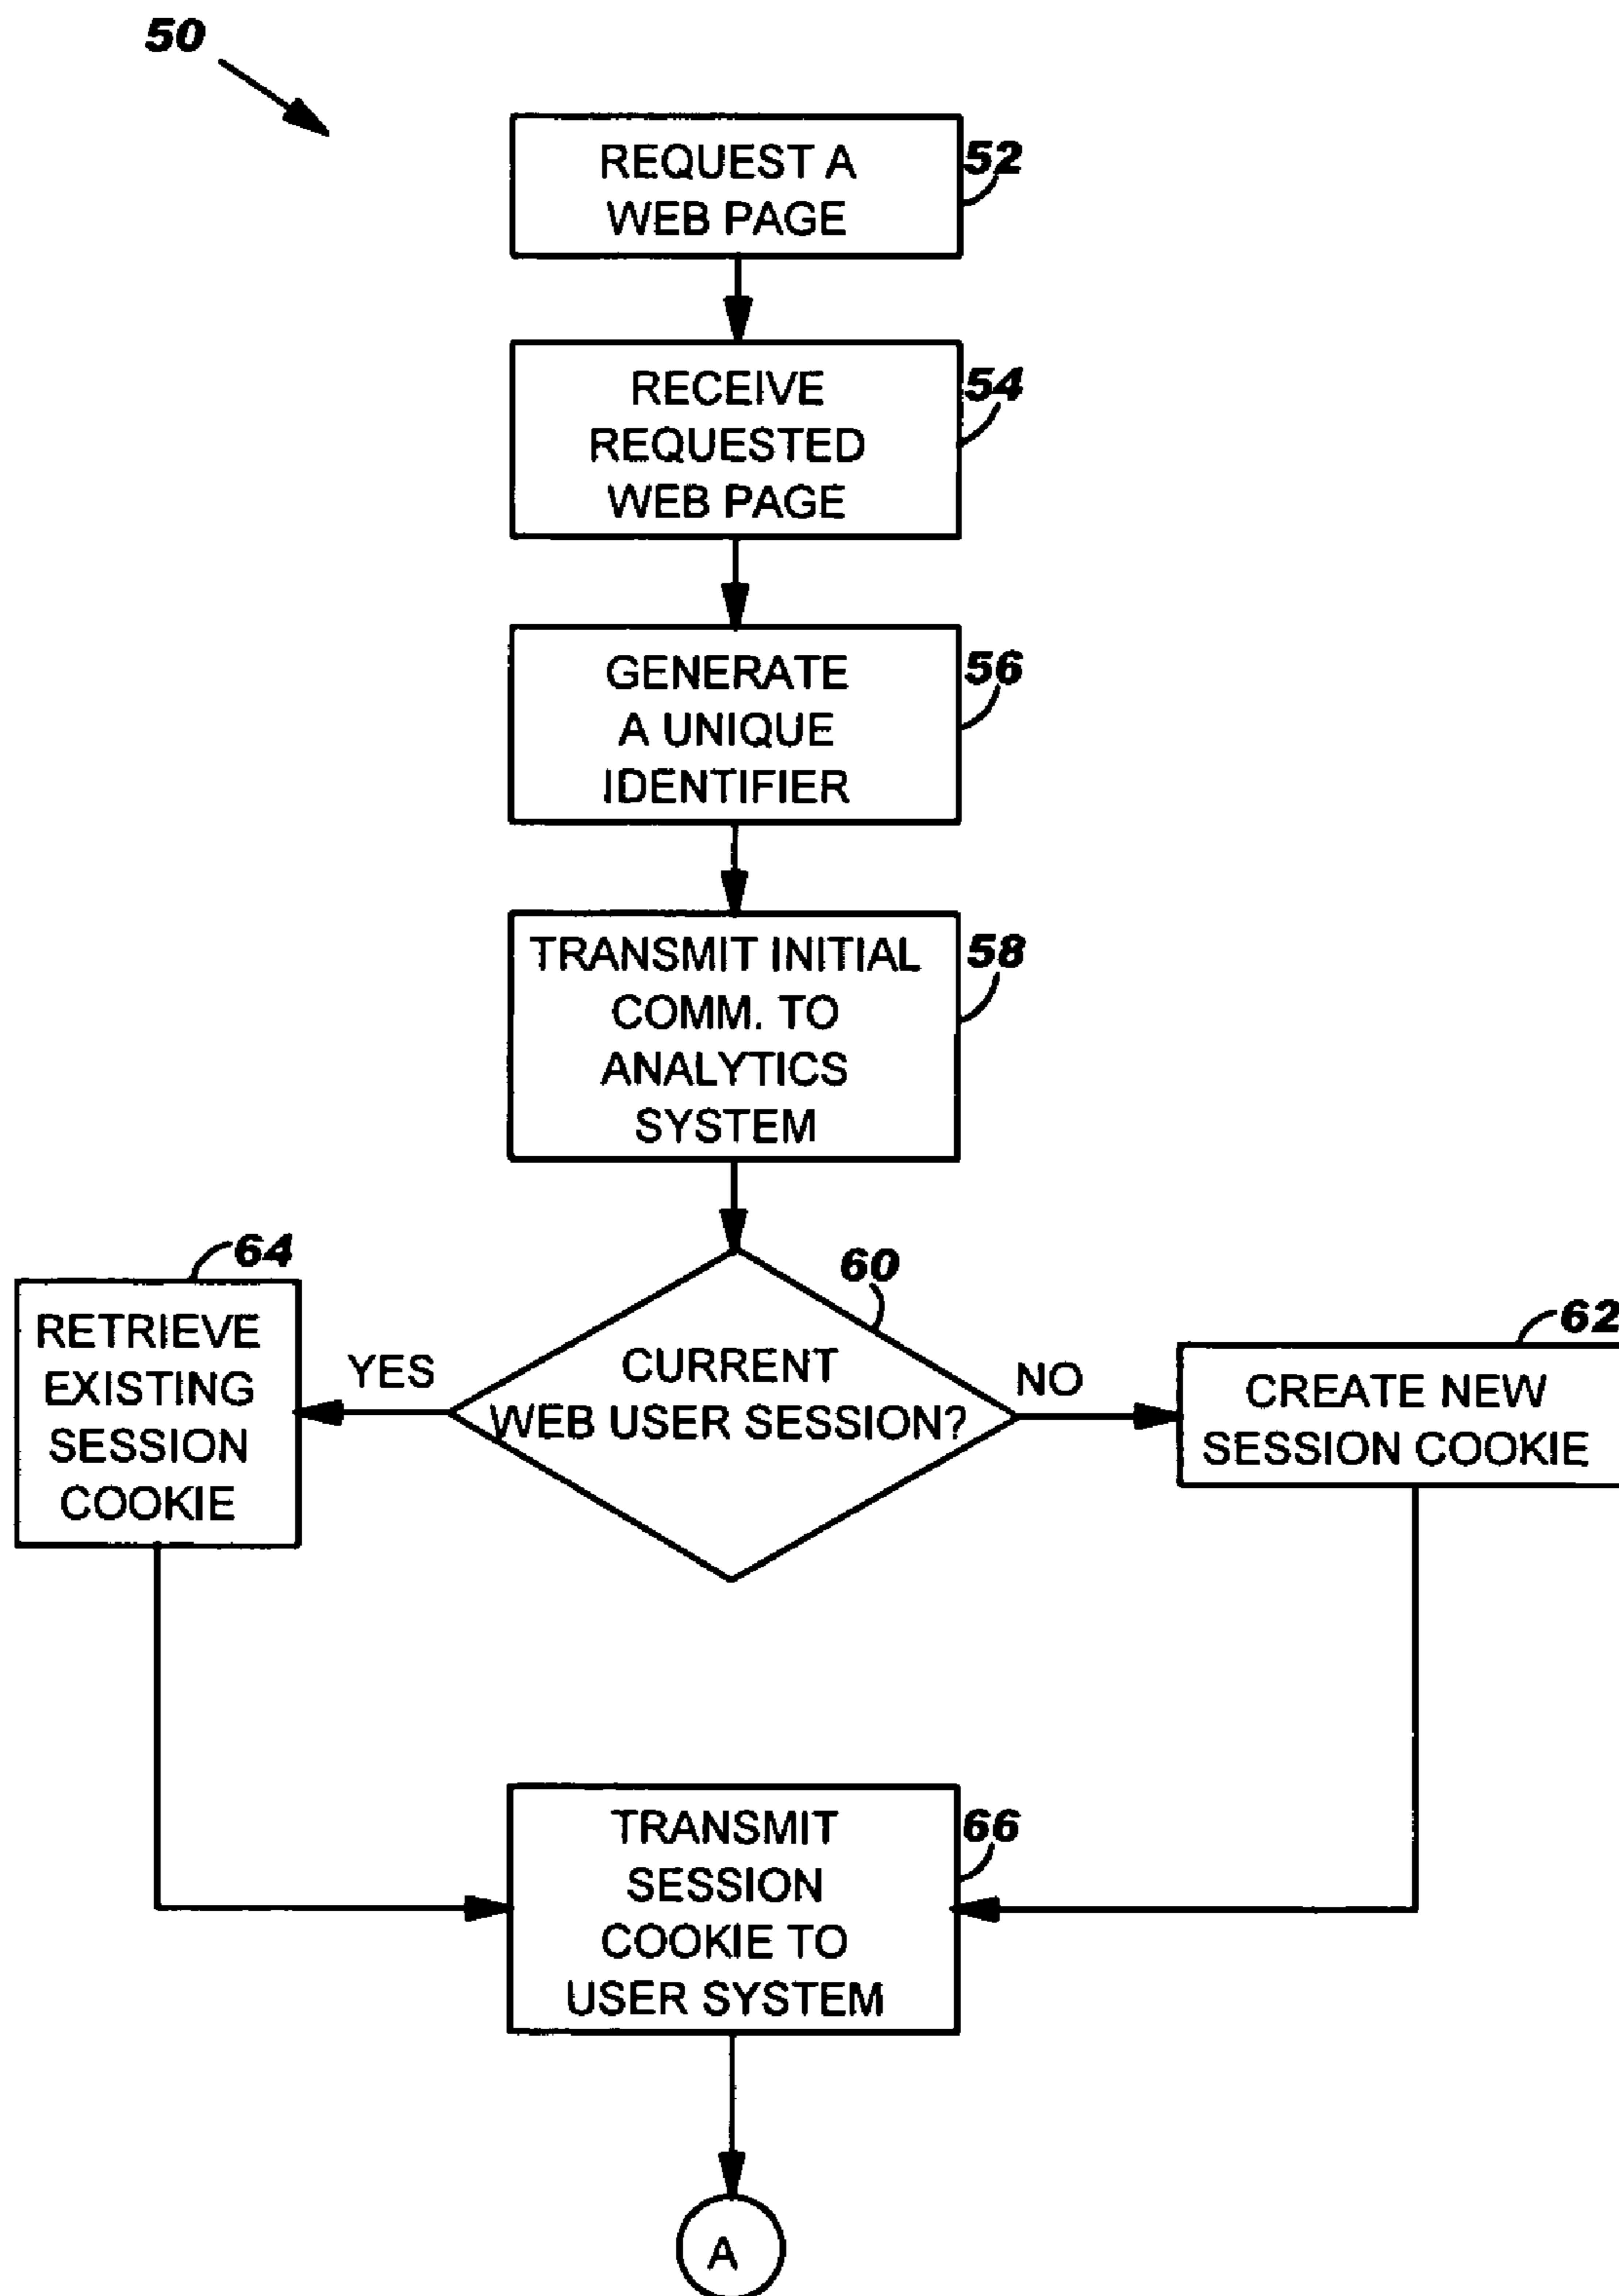 50
REQUEST A
WEB PAGE
52
RECEIVE
REQUESTED
WEB PAGE
54
GENERATE
A UNIQUE
IDENTIFIER
56
TRANSMIT INITIAL
COMM. TO
ANALYTICS
SYSTEM
58
64
RETRIEVE
EXISTING
SESSION
COOKIE
YES
60
CURRENT
WEB USER SESSION?
NO
62
CREATE NEW
SESSION COOKIE
TRANSMIT
SESSION
COOKIE TO
USER SYSTEM
66
A